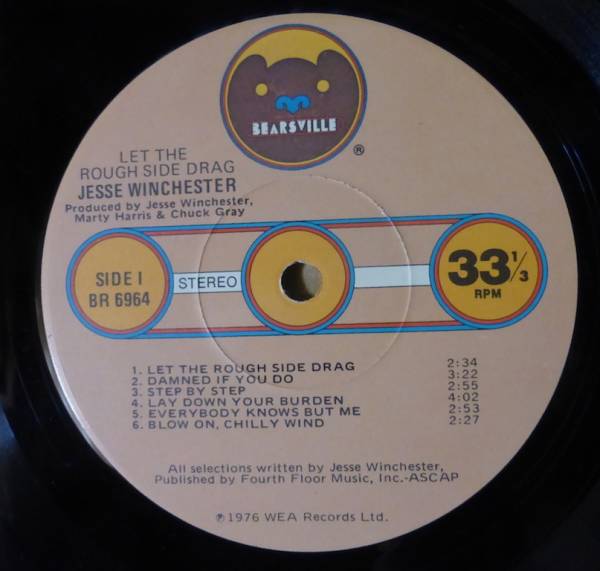 BEARSVILLE
®
LET THE
ROUGH SIDE DRAG
JESSE WINCHESTER
Produced by Jesse Winchester,
Marty Harris & Chuck Gray
SIDE I
BR 6964
STEREO
33 1/3
RPM
1. LET THE ROUGH SIDE DRAG 2:34
2. DAMNED IF YOU DO 3:22
3. STEP BY STEP 2:55
4. LAY DOWN YOUR BURDEN 4:02
5. EVERYBODY KNOWS BUT ME 2:53
6. BLOW ON, CHILLY WIND 2:27
All selections written by Jesse Winchester,
Published by Fourth Floor Music, Inc.-ASCAP
℗ 1976 WEA Records Ltd.